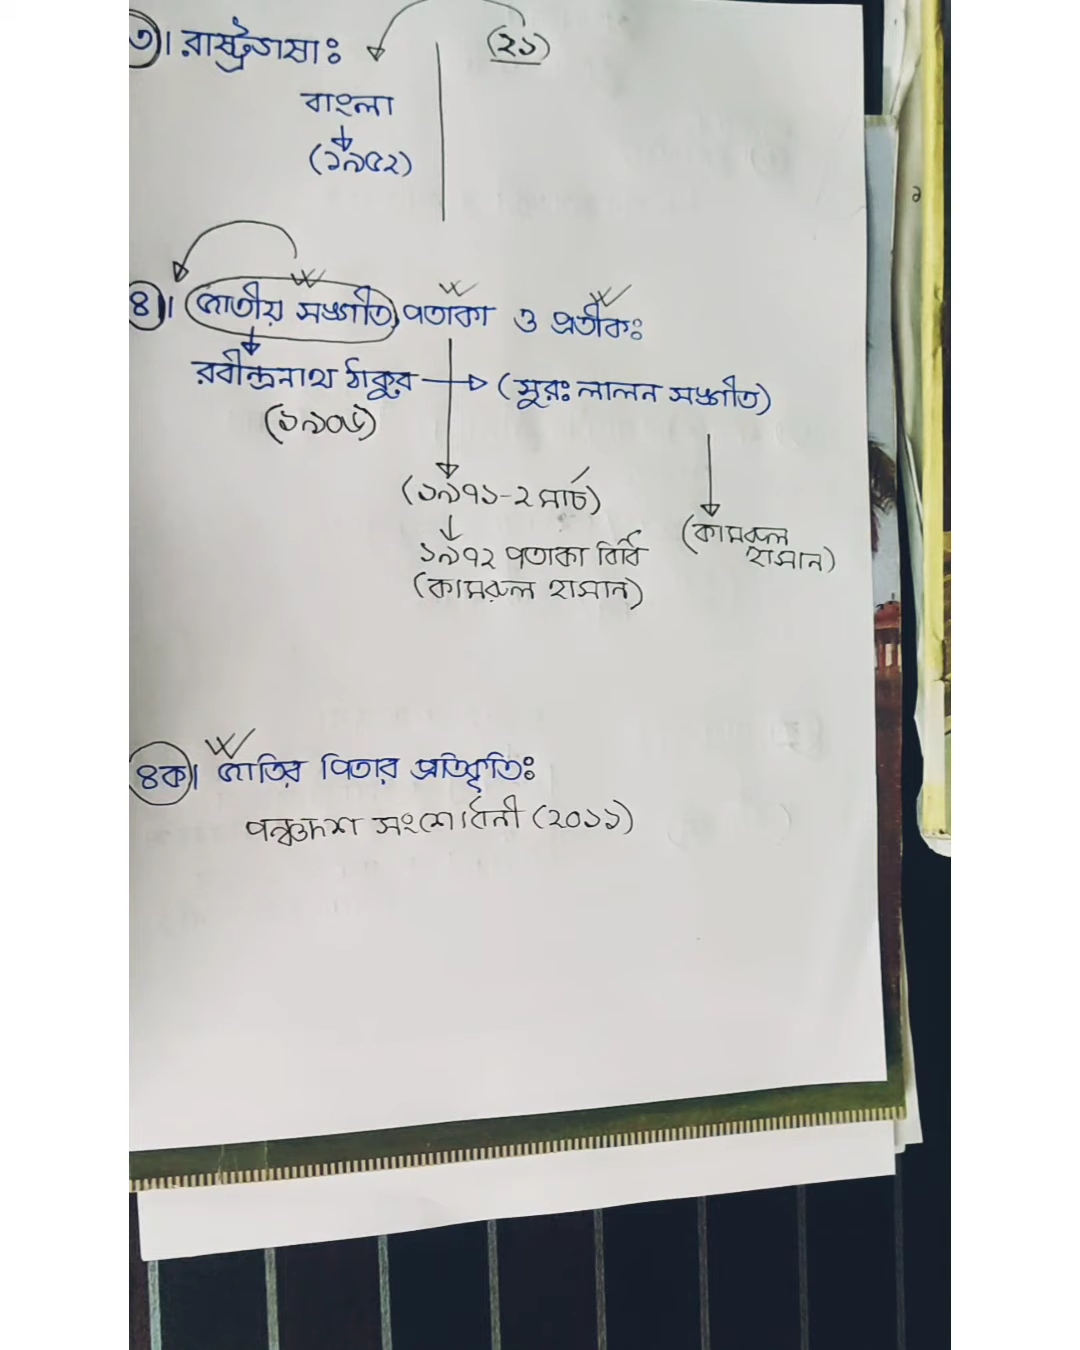 ৩। রাষ্ট্রভাষাঃ (২১)
বাংলা
(১৯৫২)
৪। জাতীয় সঙ্গীত, পতাকা ও প্রতীকঃ
রবীন্দ্রনাথ ঠাকুর (সুরঃ লালন সঙ্গীত)
(১৯০৬)
(১৯৭১-২ মার্চ)
১৯৭২ পতাকা বিধি
(কামরুল হাসান)
(কামরুল
হাসান)
৪ক। জাতির পিতার প্রতিকৃতিঃ
পঞ্চদশ সংশোধনী (২০১১)